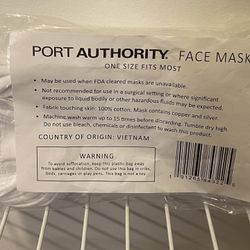 PORT AUTHORITY. FACE MASK
ONE SIZE FITS MOST
• May be used when FDA cleared masks are unavailable.
• Not recommended for use in a surgical setting or where significant
exposure to liquid bodily or other hazardous fluids may be expected.
• Fabric touching skin: 100% cotton. Mask contains copper and silver.
• Machine wash warm up to 15 times before discarding. Tumble dry high.
Do not use bleach, chemicals or disinfectant to wash this product.
COUNTRY OF ORIGIN: VIETNAM
WARNING
To avoid suffocation, keep this plastic bag away
from babies and children. Do not use this bag in cribs,
beds, carriages or play pens. This bag is not a toy